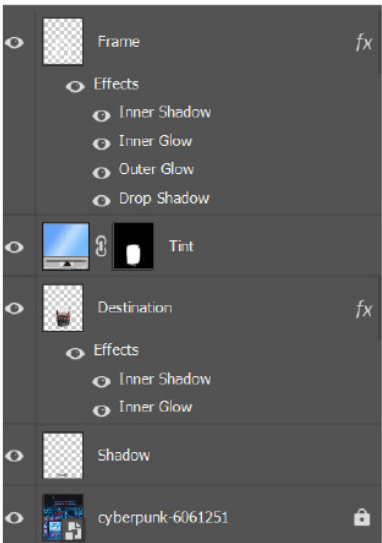 Frame fx
Effects
Inner Shadow
Inner Glow
Outer Glow
Drop Shadow
Tint
Destination fx
Effects
Inner Shadow
Inner Glow
Shadow
cyberpunk-6061251